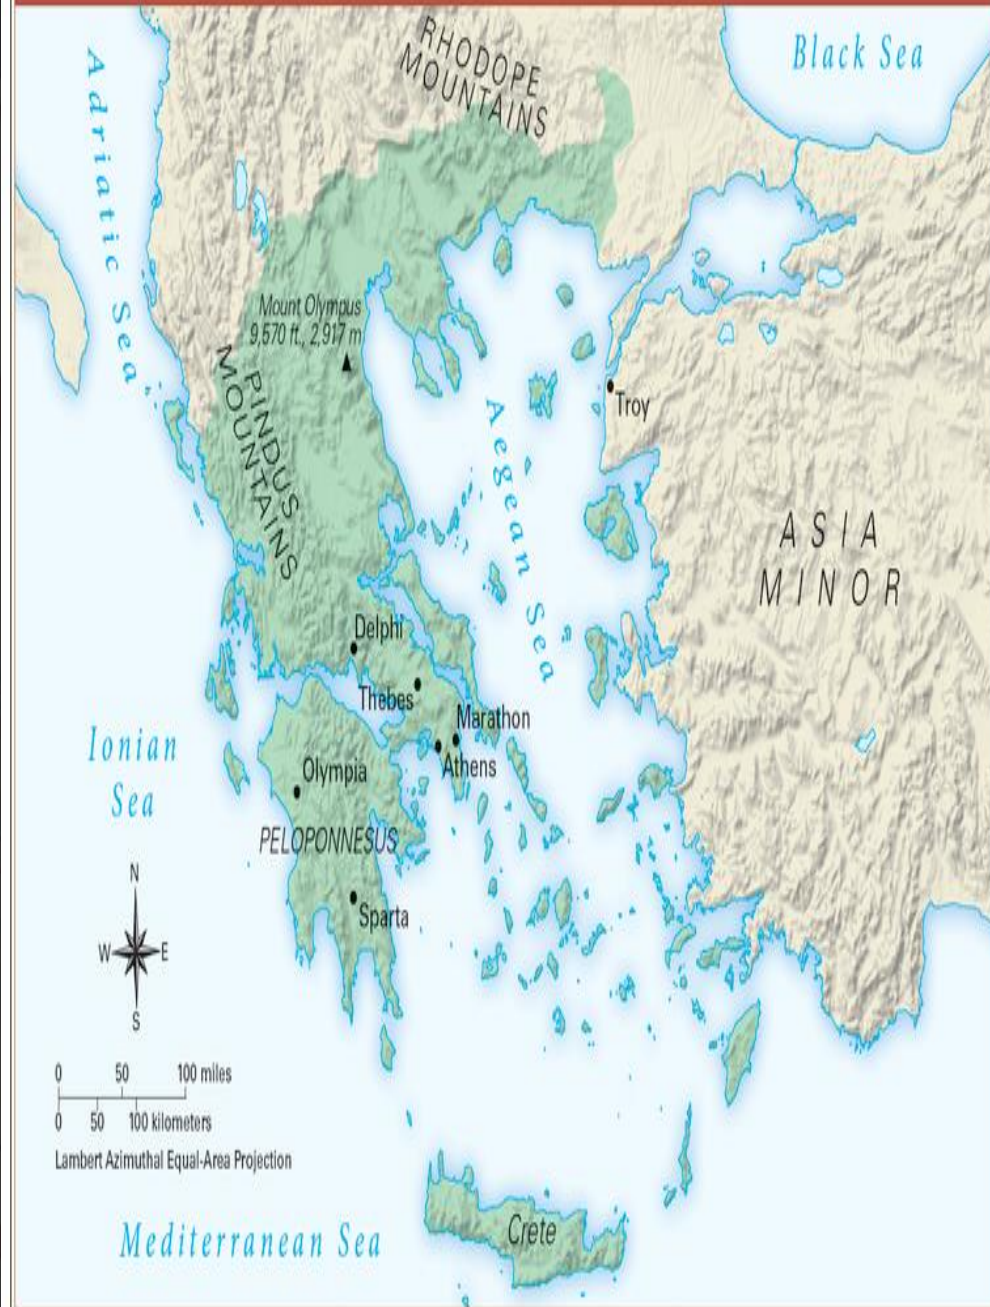 RHODOPE
MOUNTAINS
Black Sea
Adriatic Sea
Mount Olympus
9,570 ft., 2,917 m
PINDUS
MOUNTAINS
Troy
Aegean Sea
ASIA
MINOR
Delphi
Thebes
Marathon
Athens
Ionian
Sea
Olympia
PELOPONNESUS
Sparta
N
W E
S
0 50 100 miles
0 50 100 kilometers
Lambert Azimuthal Equal-Area Projection
Mediterranean Sea
Crete